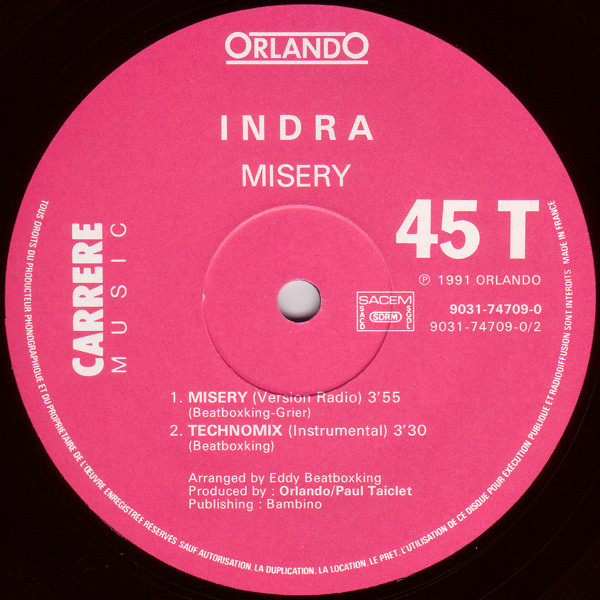 ORLANDO
INDRA
MISERY
CARRERE
MUSIC
45 T
℗ 1991 ORLANDO
SACEM
SACD
SDRM
SGDL
9031-74709-0
9031-74709-0/2
1. MISERY (Version Radio) 3'55
(Beatboxking-Grier)
2. TECHNOMIX (Instrumental) 3'30
(Beatboxking)
Arranged by Eddy Beatboxking
Produced by : Orlando/Paul Taiclet
Publishing : Bambino
TOUS DROITS DU PRODUCTEUR PHONOGRAPHIQUE ET DU PROPRIETAIRE DE L'ŒUVRE ENREGISTREE RESERVES. SAUF AUTORISATION, LA DUPLICATION, LA LOCATION, LE PRET, L'UTILISATION DE CE DISQUE POUR EXECUTION PUBLIQUE ET RADIODIFFUSION SONT INTERDITS MADE IN FRANCE